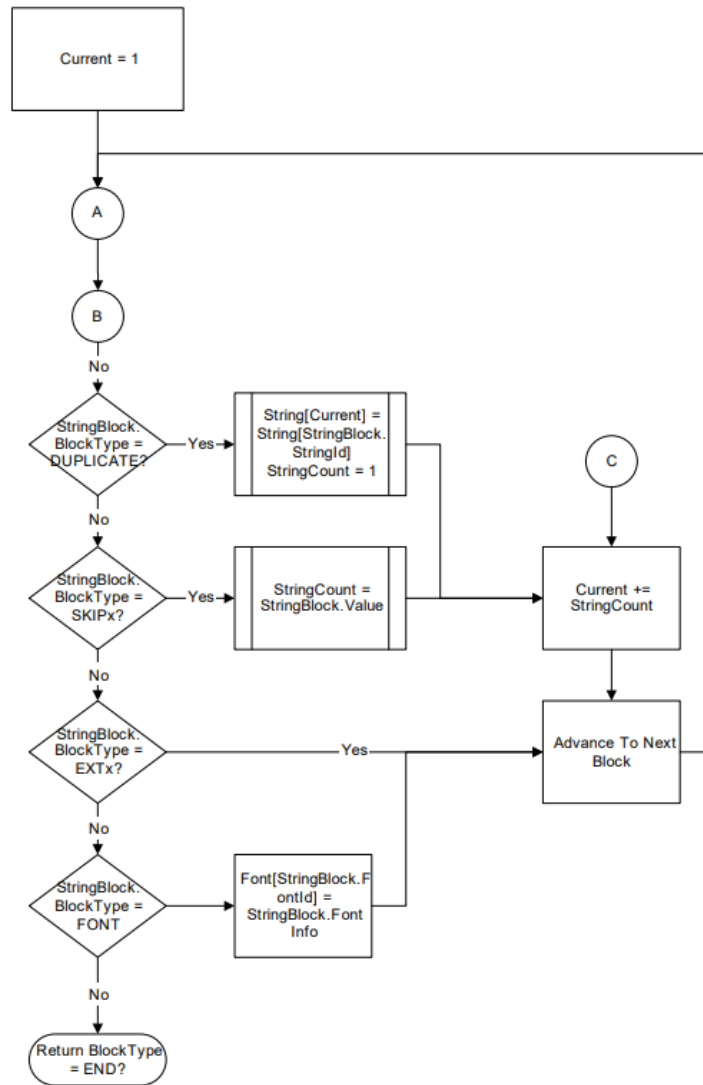 Current = 1
A
B
No
StringBlock.
BlockType =
DUPLICATE?
Yes
String[Current] =
String[StringBlock.
StringId]
StringCount = 1
C
No
StringBlock.
BlockType =
SKIPx?
Yes
StringCount =
StringBlock.Value
Current +=
StringCount
No
StringBlock.
BlockType =
EXTx?
Yes
Advance To Next
Block
No
StringBlock.
BlockType =
FONT
Font[StringBlock.F
ontId] =
StringBlock.Font
Info
No
Return BlockType
= END?